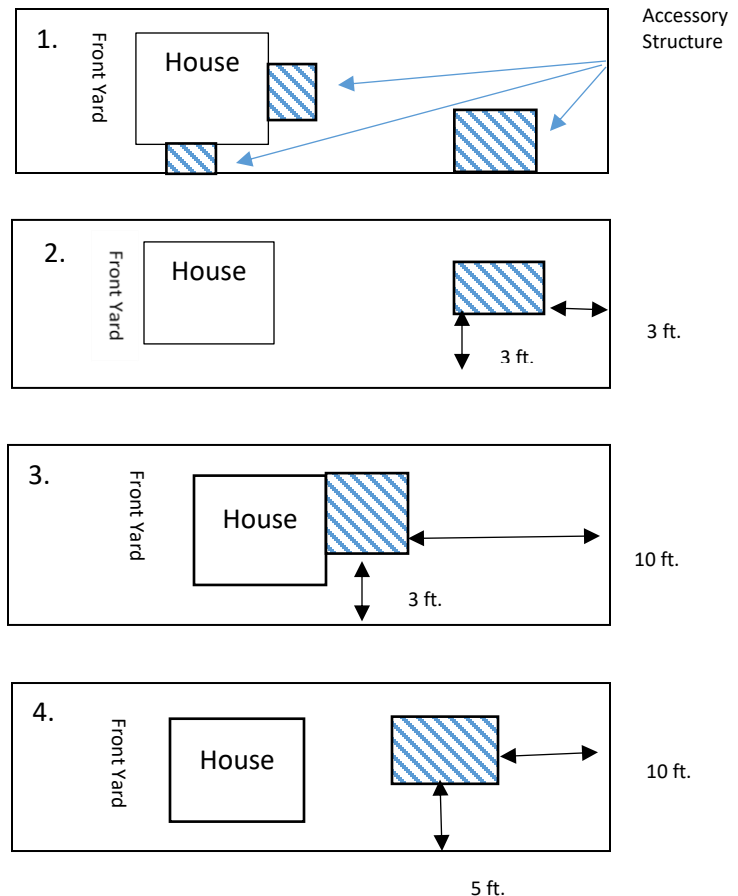 Accessory
Structure
1.
Front Yard
House
2.
Front Yard
House
3 ft.
3 ft.
3.
Front Yard
House
10 ft.
3 ft.
4.
Front Yard
House
10 ft.
5 ft.